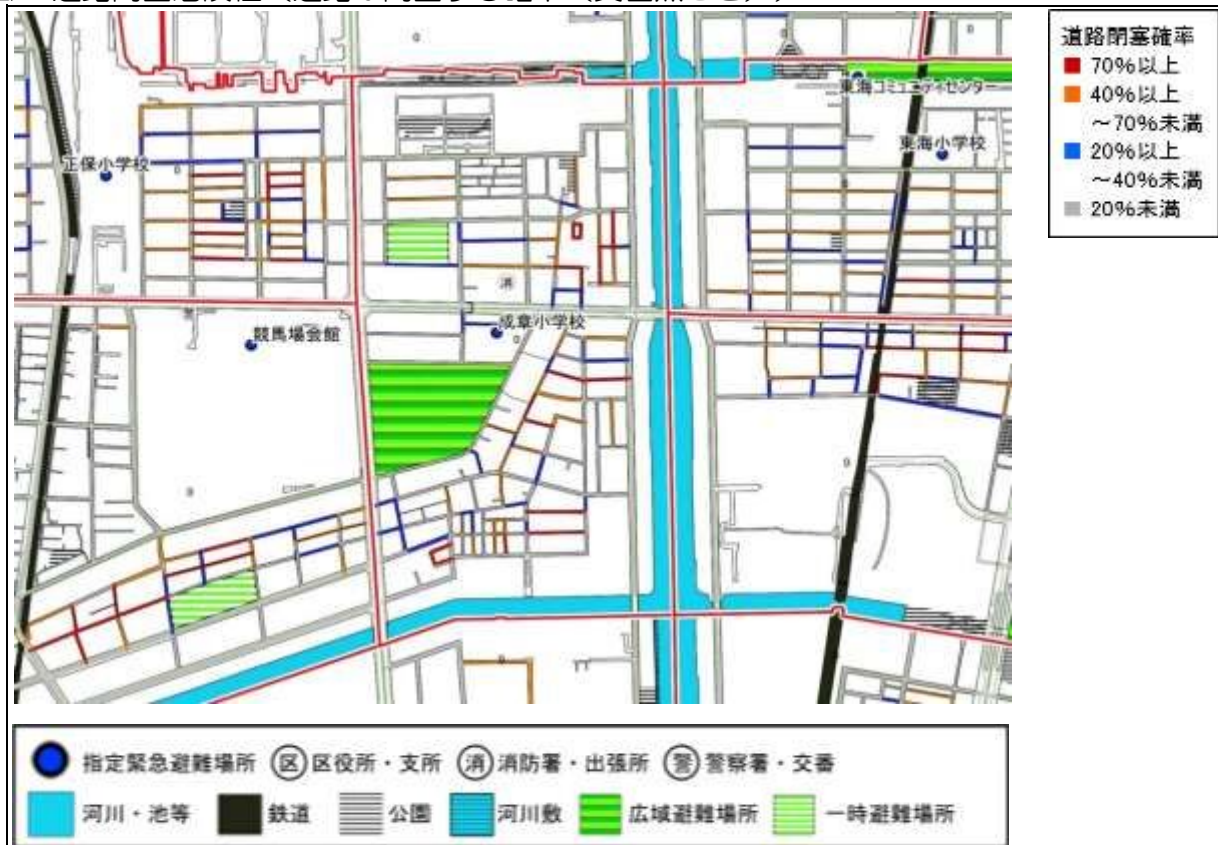 道路閉塞確率
70%以上
40%以上
～70%未満
20%以上
～40%未満
20%未満
東海コミュニティセンター
東海小学校
正保小学校
消
成章小学校
競馬場会館
指定緊急避難場所 区 区役所・支所 消 消防署・出張所 警 警察署・交番
河川・池等 鉄道 公園 河川敷 広域避難場所 一時避難場所